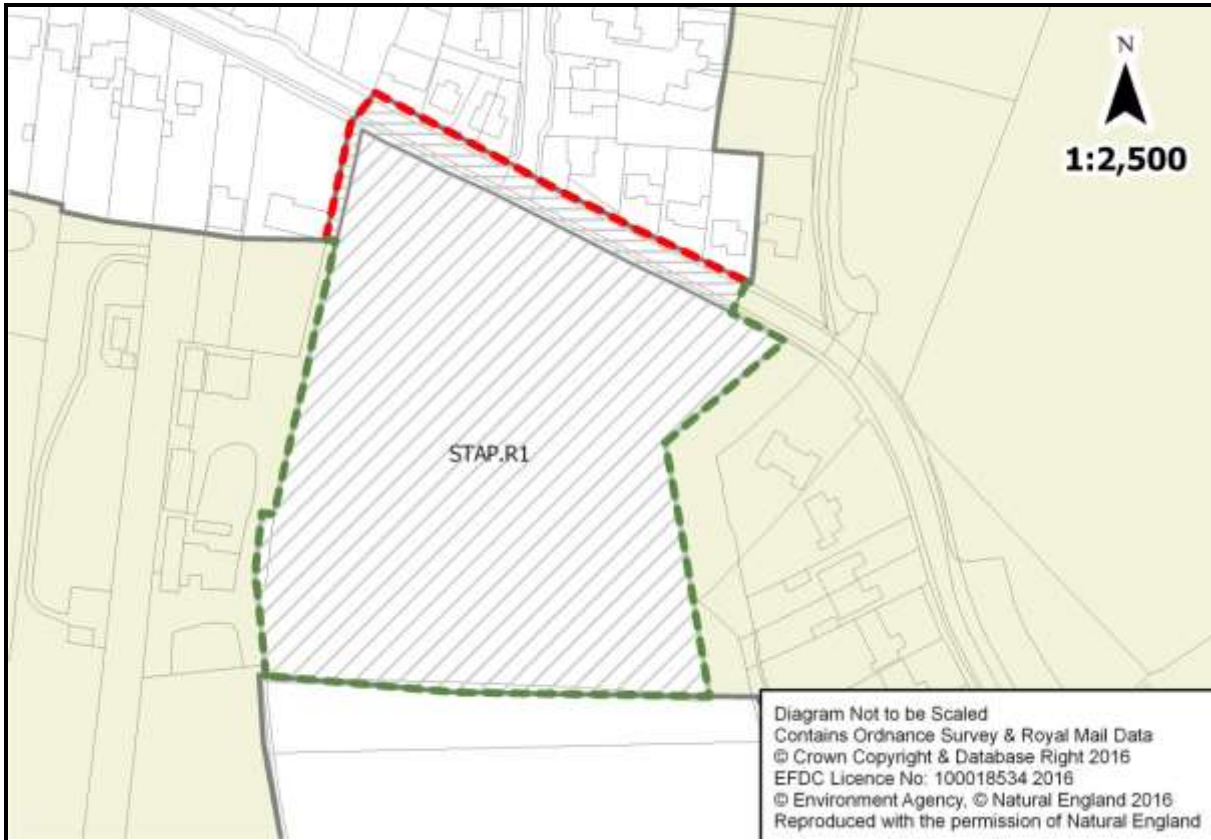 N
1:2,500
STAP.R1
Diagram Not to be Scaled
Contains Ordnance Survey & Royal Mail Data
© Crown Copyright & Database Right 2016
EFDC Licence No: 100018534 2016
© Environment Agency, © Natural England 2016
Reproduced with the permission of Natural England